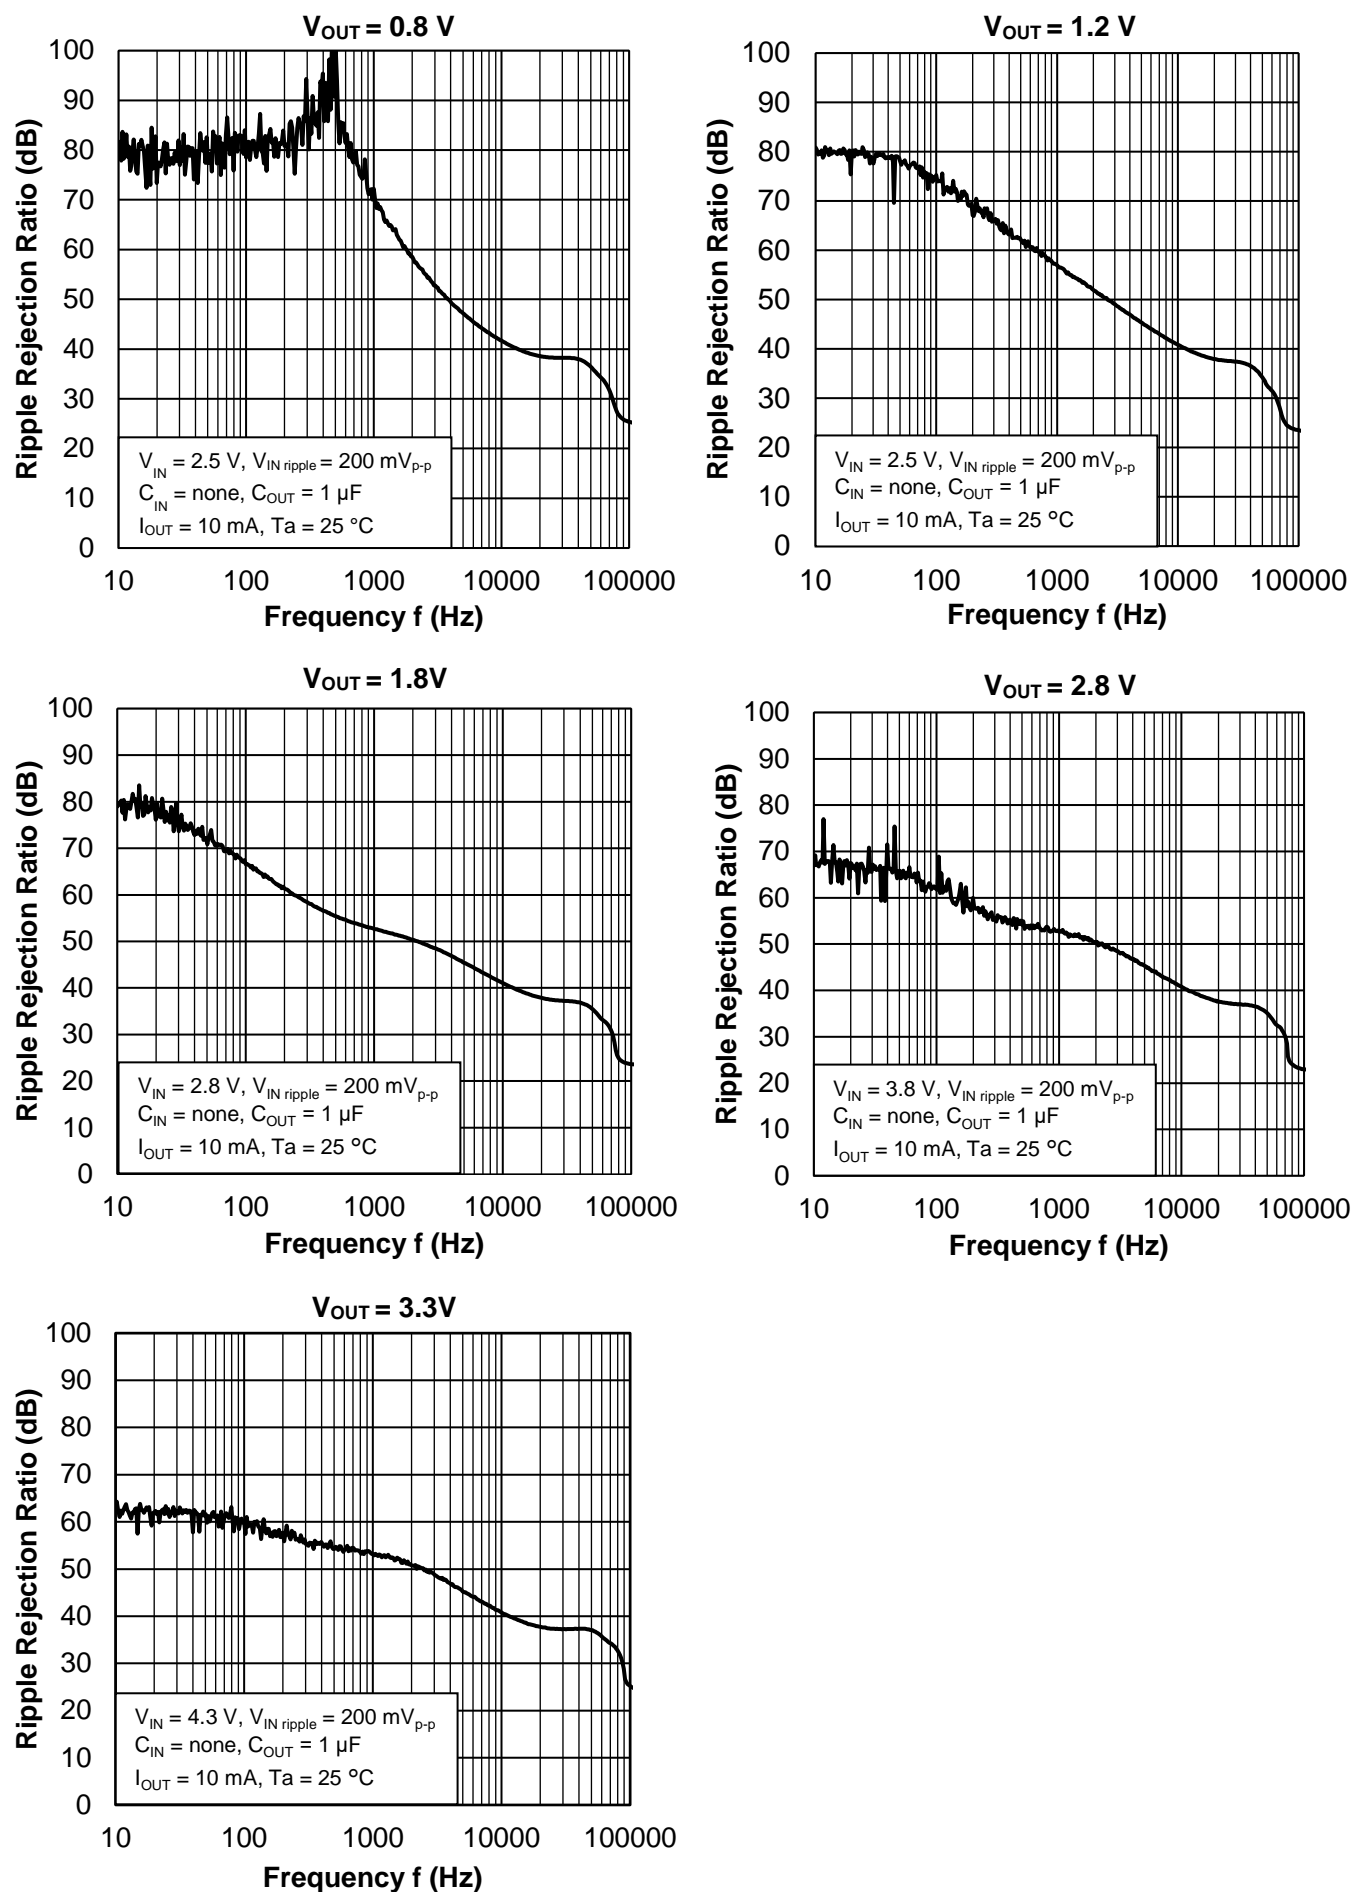 VOUT = 0.8 V
Ripple Rejection Ratio (dB)
100
90
80
70
60
50
40
30
20
10
0
VIN = 2.5 V, VIN ripple = 200 mVp-p
CIN = none, COUT = 1 µF
IOUT = 10 mA, Ta = 25 °C
10 100 1000 10000 100000
Frequency f (Hz)
VOUT = 1.2 V
Ripple Rejection Ratio (dB)
100
90
80
70
60
50
40
30
20
10
0
VIN = 2.5 V, VIN ripple = 200 mVp-p
CIN = none, COUT = 1 µF
IOUT = 10 mA, Ta = 25 °C
10 100 1000 10000 100000
Frequency f (Hz)
VOUT = 1.8V
Ripple Rejection Ratio (dB)
100
90
80
70
60
50
40
30
20
10
0
VIN = 2.8 V, VIN ripple = 200 mVp-p
CIN = none, COUT = 1 µF
IOUT = 10 mA, Ta = 25 °C
10 100 1000 10000 100000
Frequency f (Hz)
VOUT = 2.8 V
Ripple Rejection Ratio (dB)
100
90
80
70
60
50
40
30
20
10
0
VIN = 3.8 V, VIN ripple = 200 mVp-p
CIN = none, COUT = 1 µF
IOUT = 10 mA, Ta = 25 °C
10 100 1000 10000 100000
Frequency f (Hz)
VOUT = 3.3V
Ripple Rejection Ratio (dB)
100
90
80
70
60
50
40
30
20
10
0
VIN = 4.3 V, VIN ripple = 200 mVp-p
CIN = none, COUT = 1 µF
IOUT = 10 mA, Ta = 25 °C
10 100 1000 10000 100000
Frequency f (Hz)